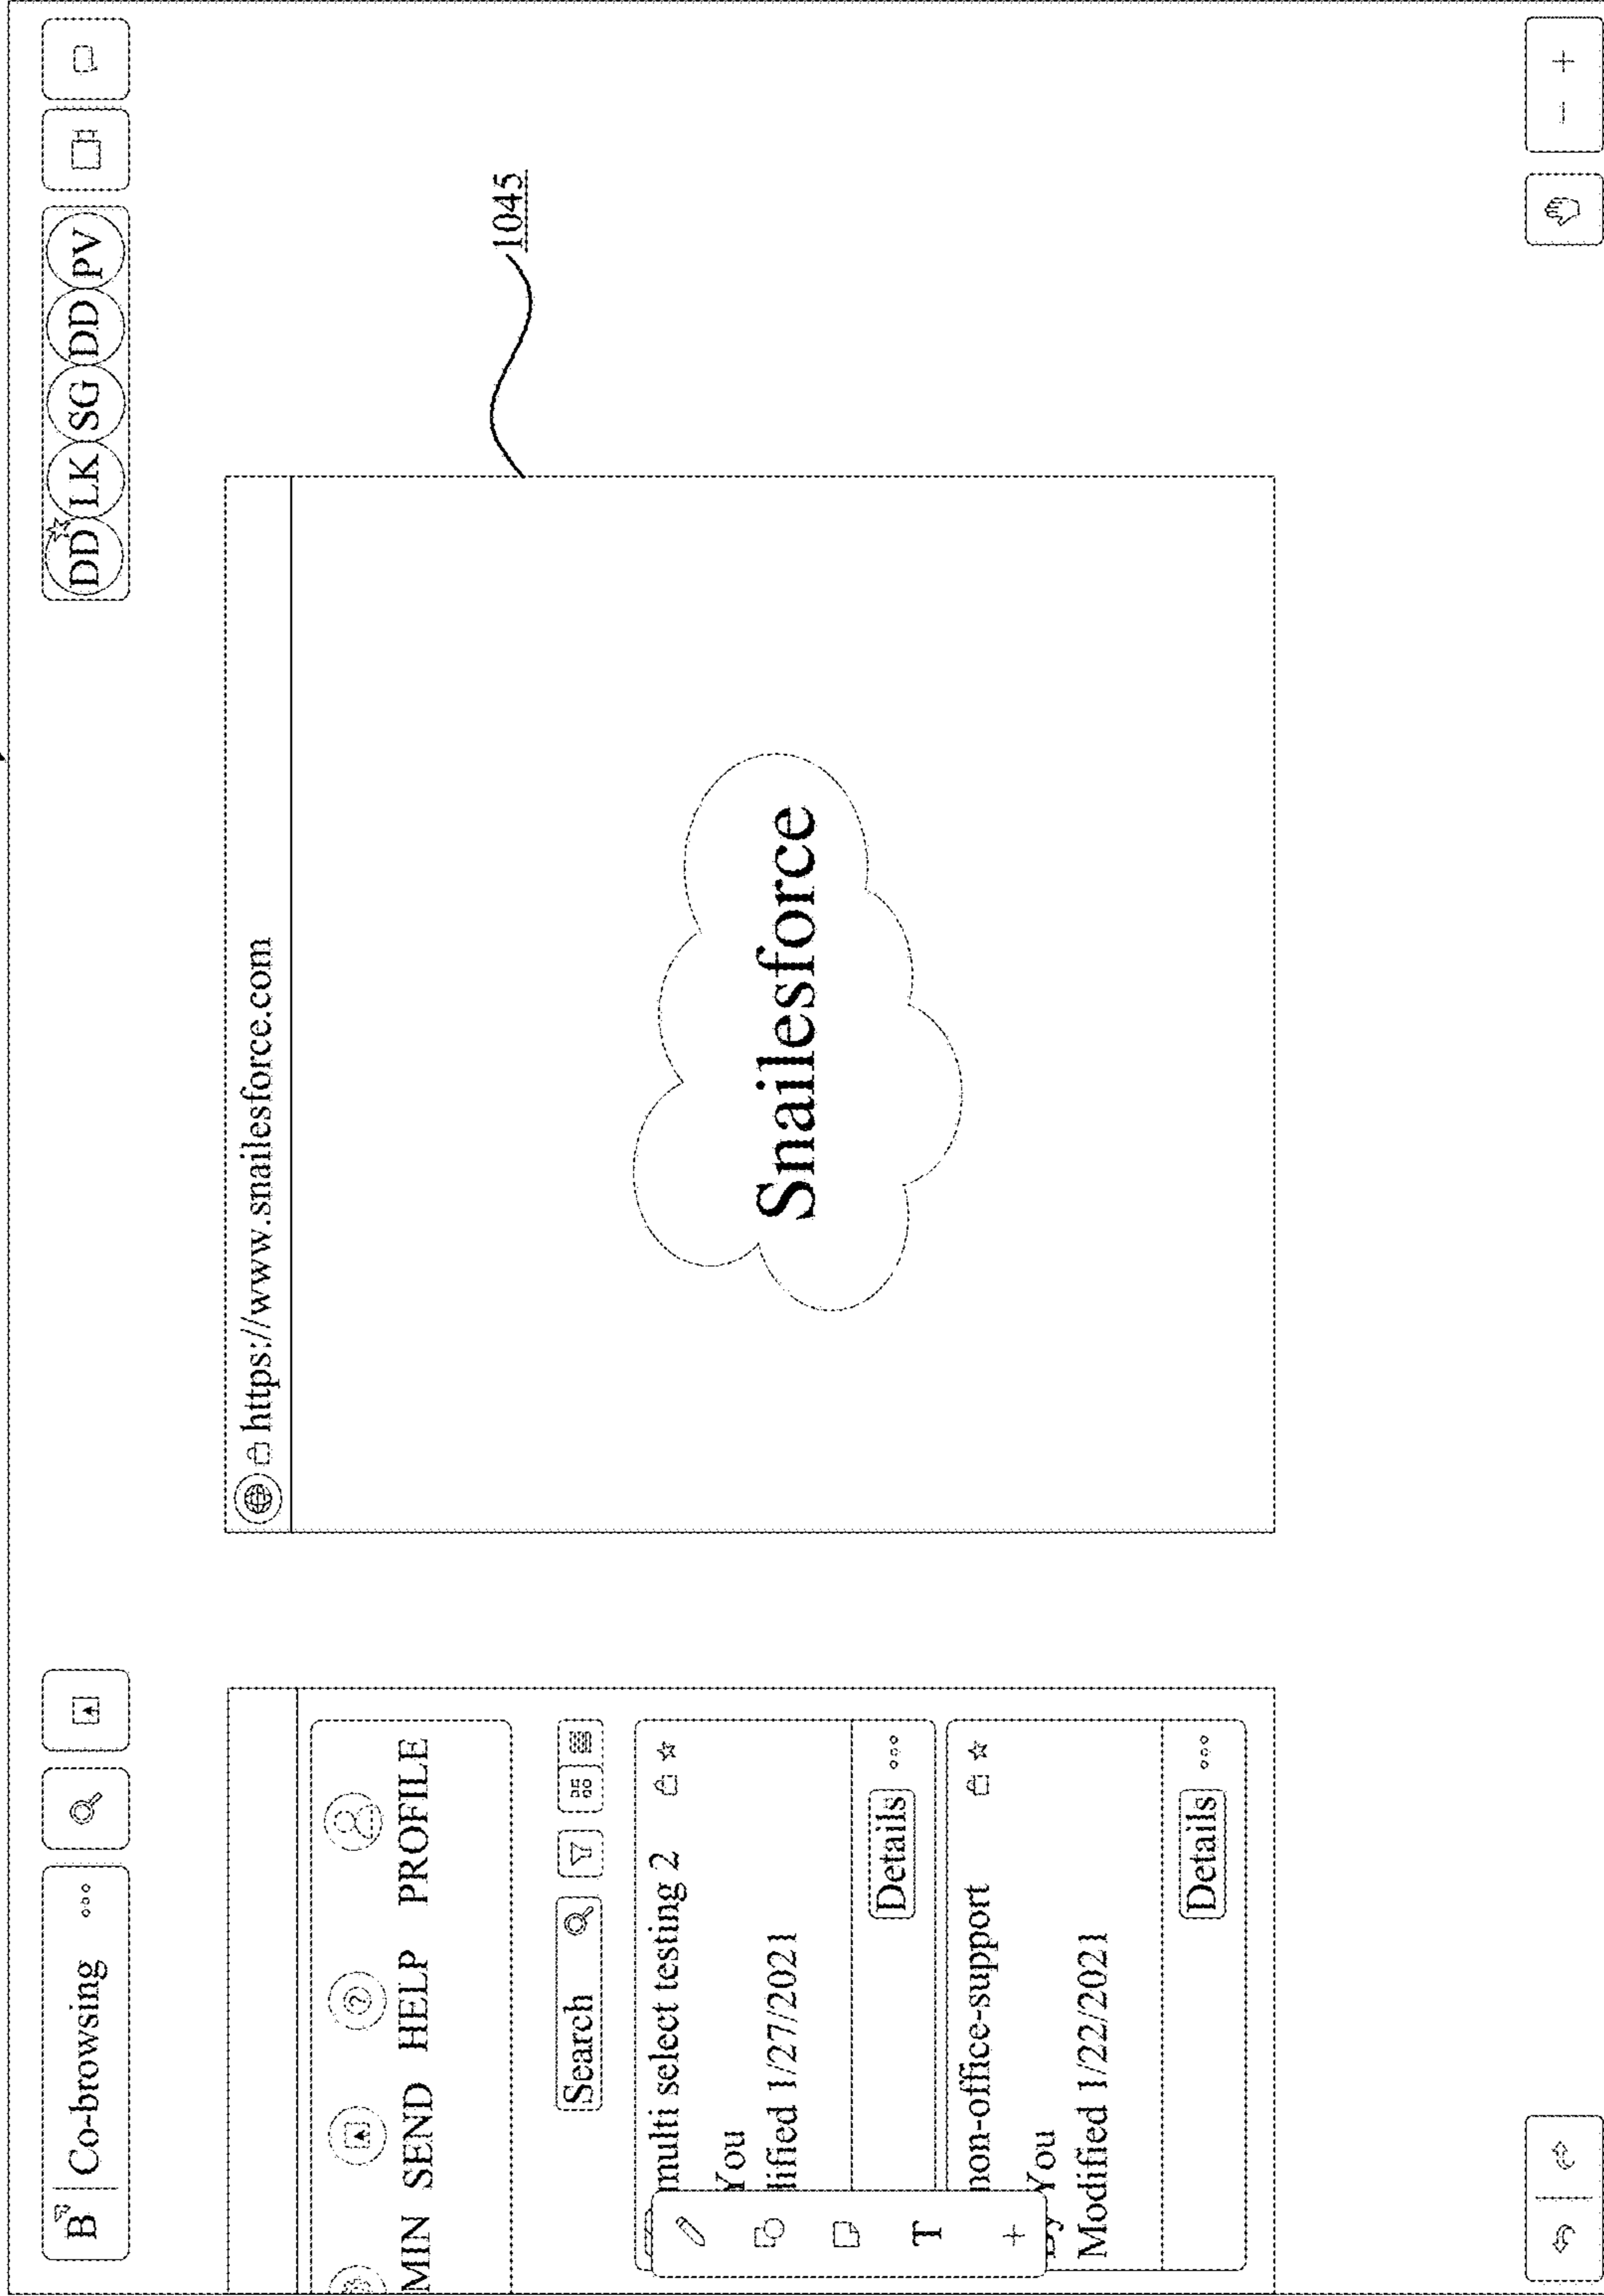 B Co-browsing
DD LK SG DD PV
https://www.snailesforce.com
1045
Snailesforce
MIN SEND HELP PROFILE
Search
multi select testing 2
You
lified 1/27/2021
Details
non-office-support
By You
Modified 1/22/2021
Details
T